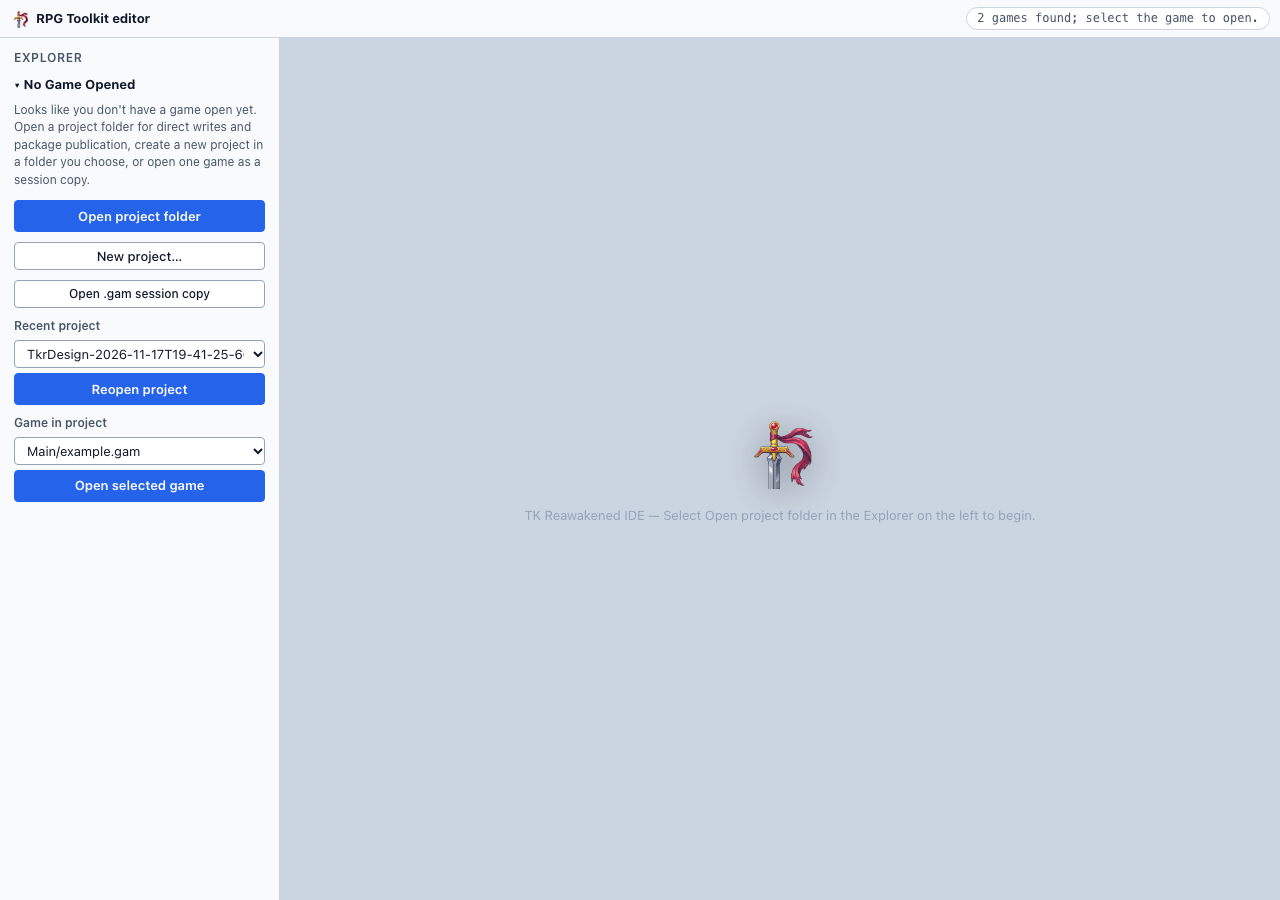 RPG Toolkit editor
2 games found; select the game to open.
EXPLORER
▾ No Game Opened
Looks like you don't have a game open yet.
Open a project folder for direct writes and
package publication, create a new project in
a folder you choose, or open one game as a
session copy.
Open project folder
New project...
Open .gam session copy
Recent project
TkrDesign-2026-11-17T19-41-25-6
Reopen project
Game in project
Main/example.gam
Open selected game
TK Reawakened IDE — Select Open project folder in the Explorer on the left to begin.